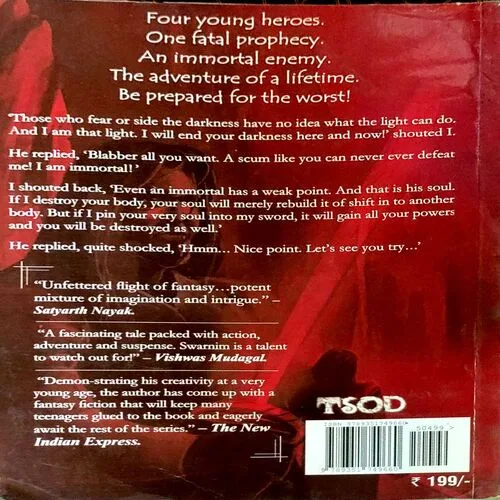 Four young heroes.
One fatal prophecy.
An immortal enemy.
The adventure of a lifetime.
Be prepared for the worst!
'Those who fear or side the darkness have no idea what the light can do.
And I am that light. I will end your darkness here and now!' shouted I.
He replied, 'Blabber all you want. A scum like you can never ever defeat
me! I am immortal!'
I shouted back, 'Even an immortal has a weak point. And that is his soul.
If I destroy your body, your soul will merely rebuild it of shift in to another
body. But if I pin your very soul into my sword, it will gain all your powers
and you will be destroyed as well.'
He replied, quite shocked, 'Hmm... Nice point. Let's see you try...'
"Unfettered flight of fantasy...potent
mixture of imagination and intrigue." –
Satyarth Nayak.
"A fascinating tale packed with action,
adventure and suspense. Swarnim is a talent
to watch out for!" – Vishwas Mudagal.
"Demon-strating his creativity at a very
young age, the author has come up with a
fantasy fiction that will keep many
teenagers glued to the book and eagerly
await the rest of the series." – The New
Indian Express.
TSOD
50499 >
9 789351 749660
₹ 199/-